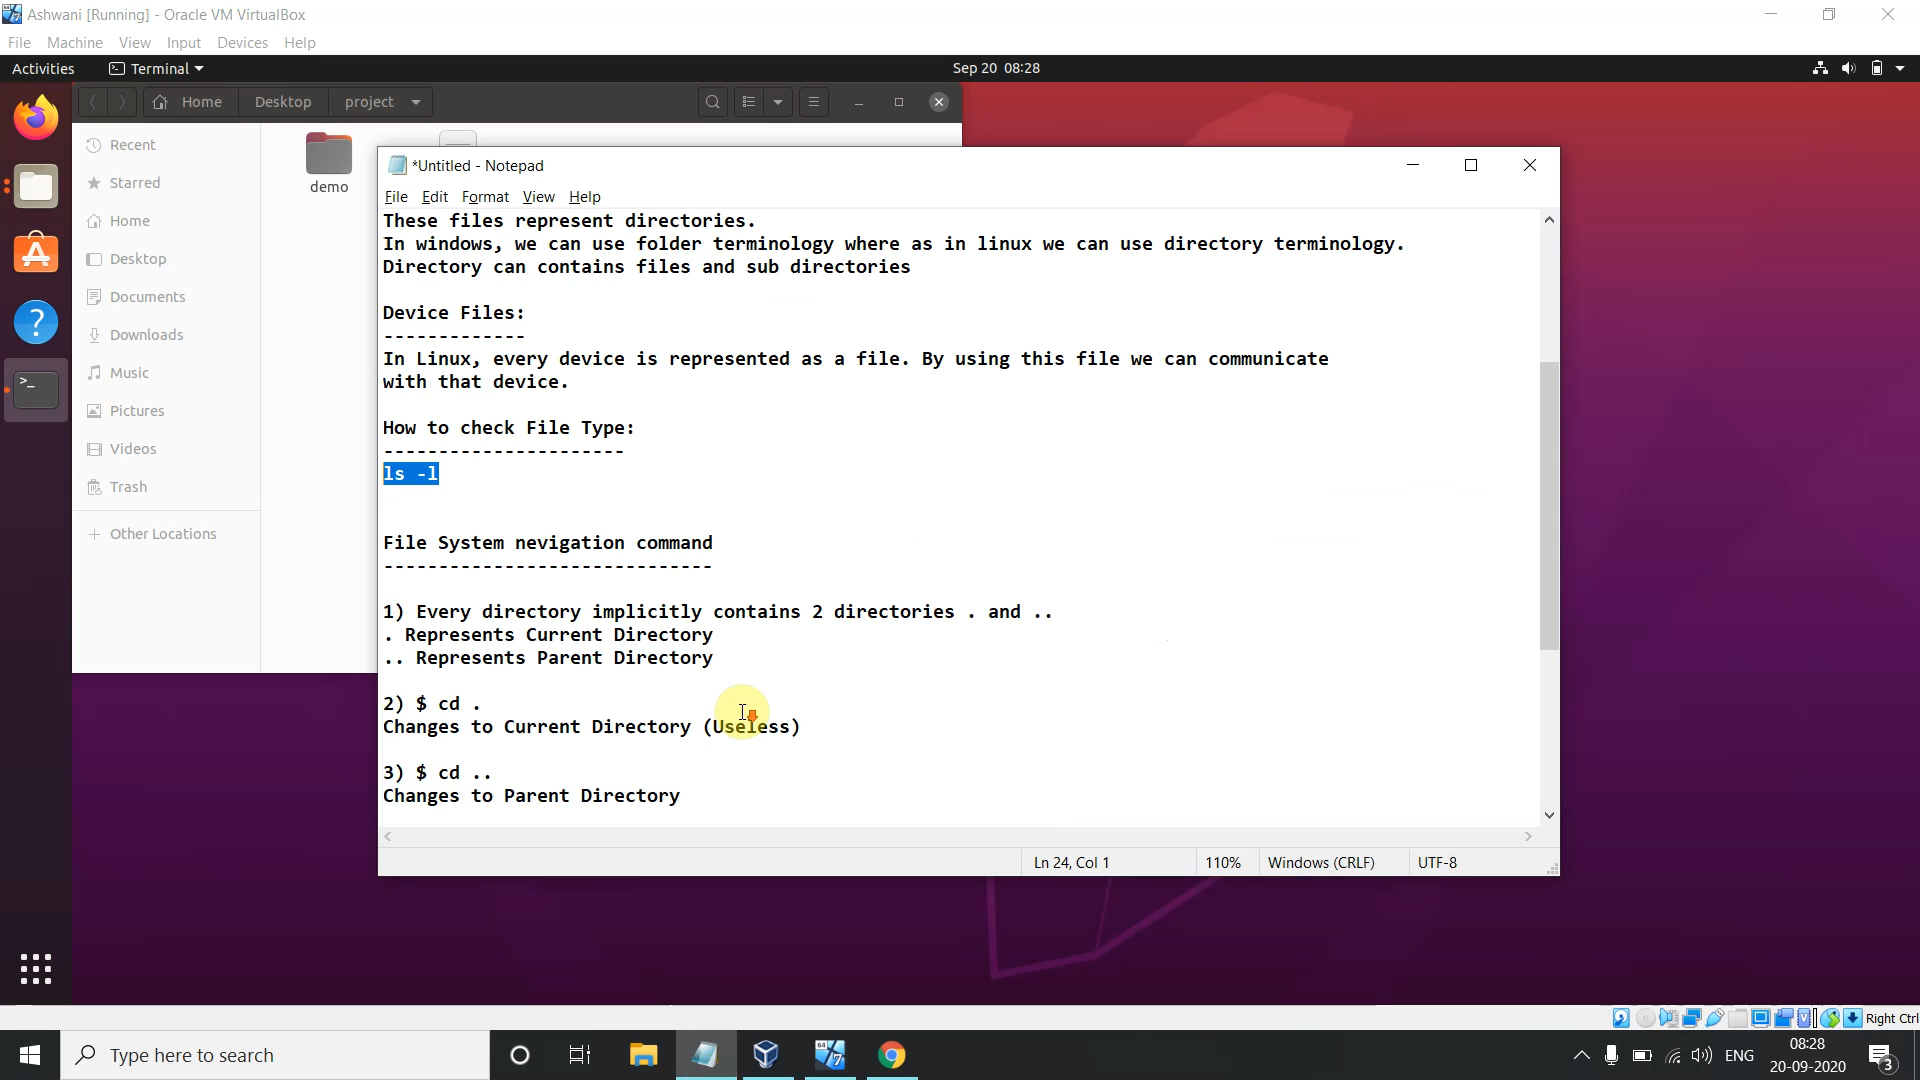 Ashwani [Running] - Oracle VM VirtualBox
File Machine View Input Devices Help
Activities Terminal Sep 20 08:28
Home Desktop project
Recent
Starred
Home
Desktop
Documents
Downloads
Music
Pictures
Videos
Trash
Other Locations
demo
*Untitled - Notepad
File Edit Format View Help
These files represent directories.
In windows, we can use folder terminology where as in linux we can use directory terminology.
Directory can contains files and sub directories
Device Files:
-------------
In Linux, every device is represented as a file. By using this file we can communicate
with that device.
How to check File Type:
----------------------
ls -l
File System nevigation command
------------------------------
1) Every directory implicitly contains 2 directories . and ..
. Represents Current Directory
.. Represents Parent Directory
2) $ cd .
Changes to Current Directory (Useless)
3) $ cd ..
Changes to Parent Directory
Ln 24, Col 1 110% Windows (CRLF) UTF-8
Right Ctrl
Type here to search
ENG
08:28
20-09-2020
3